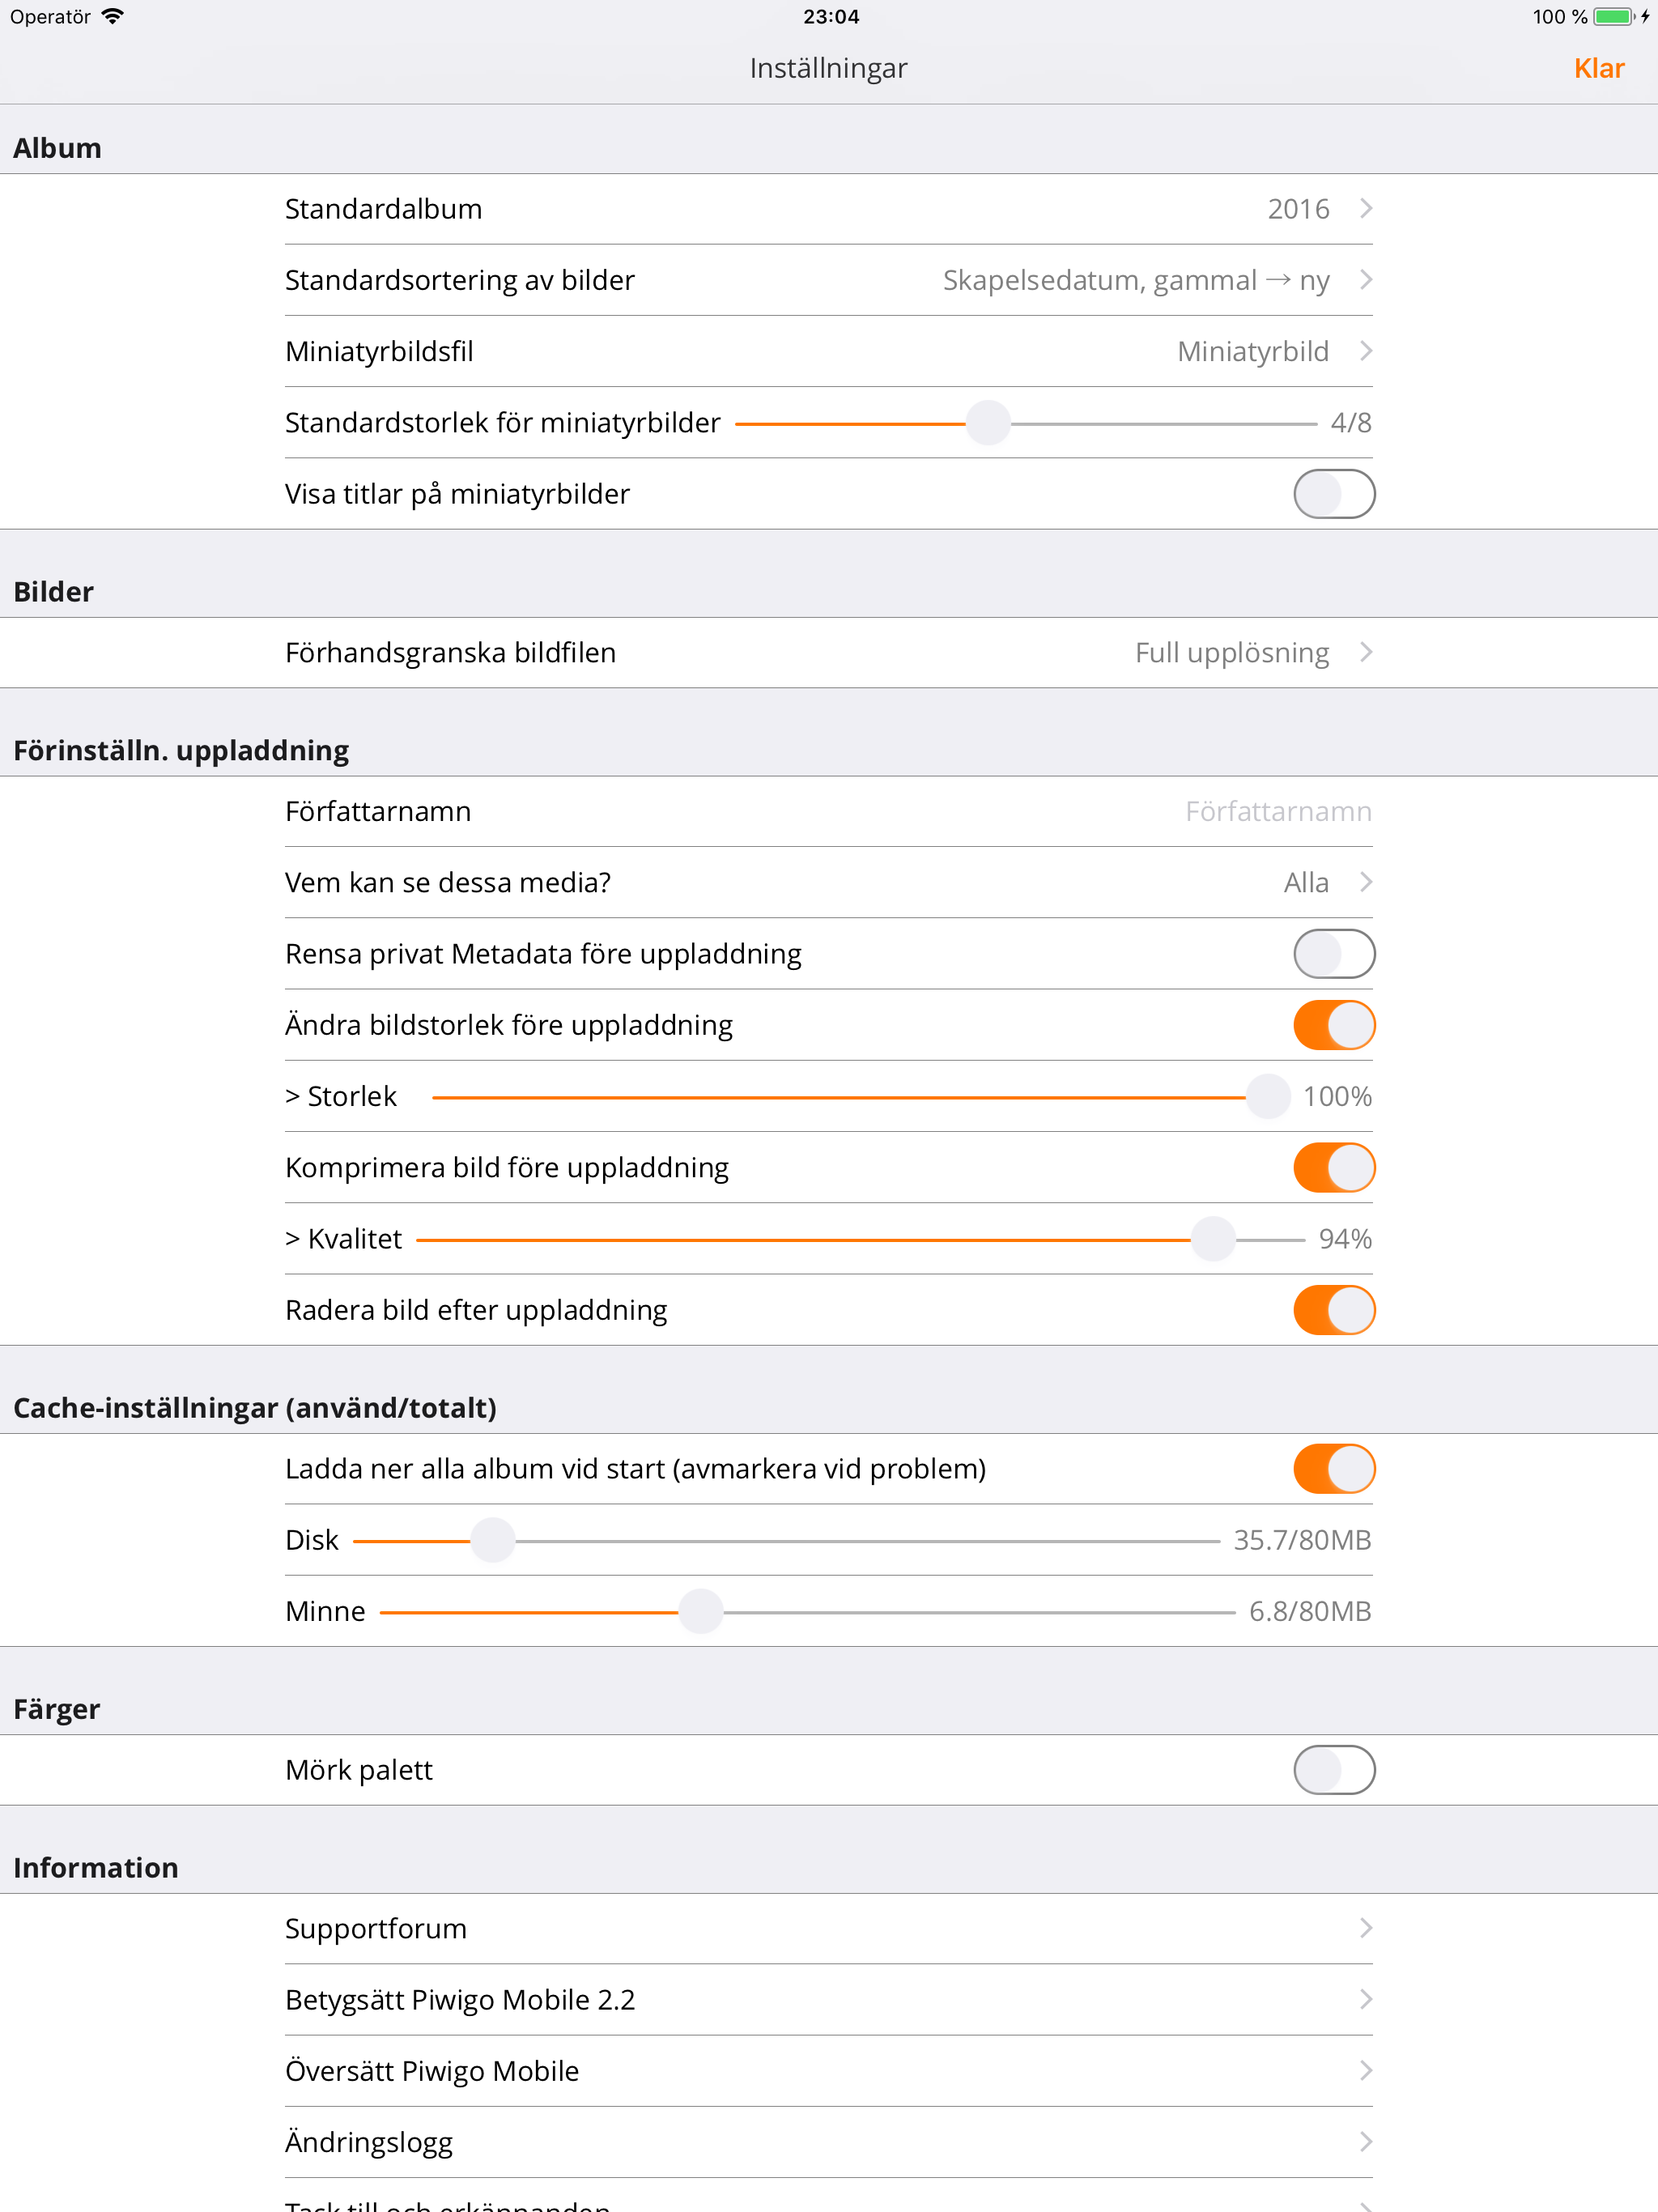 Operatör 23:04 100 %
Inställningar Klar
Album
Standardalbum 2016
Standardsortering av bilder Skapelsedatum, gammal → ny
Miniatyrbildsfil Miniatyrbild
Standardstorlek för miniatyrbilder 4/8
Visa titlar på miniatyrbilder
Bilder
Förhandsgranska bildfilen Full upplösning
Förinställn. uppladdning
Författarnamn Författarnamn
Vem kan se dessa media? Alla
Rensa privat Metadata före uppladdning
Ändra bildstorlek före uppladdning
> Storlek 100%
Komprimera bild före uppladdning
> Kvalitet 94%
Radera bild efter uppladdning
Cache-inställningar (använd/totalt)
Ladda ner alla album vid start (avmarkera vid problem)
Disk 35.7/80MB
Minne 6.8/80MB
Färger
Mörk palett
Information
Supportforum
Betygsätt Piwigo Mobile 2.2
Översätt Piwigo Mobile
Ändringslogg
Tack till och erkännanden